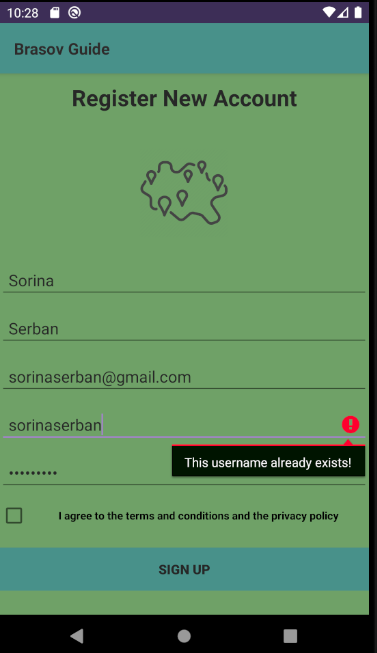 10:28
Brasov Guide
Register New Account
Sorina
Serban
sorinaserban@gmail.com
sorinaserban
This username already exists!
•••••••••
I agree to the terms and conditions and the privacy policy
SIGN UP